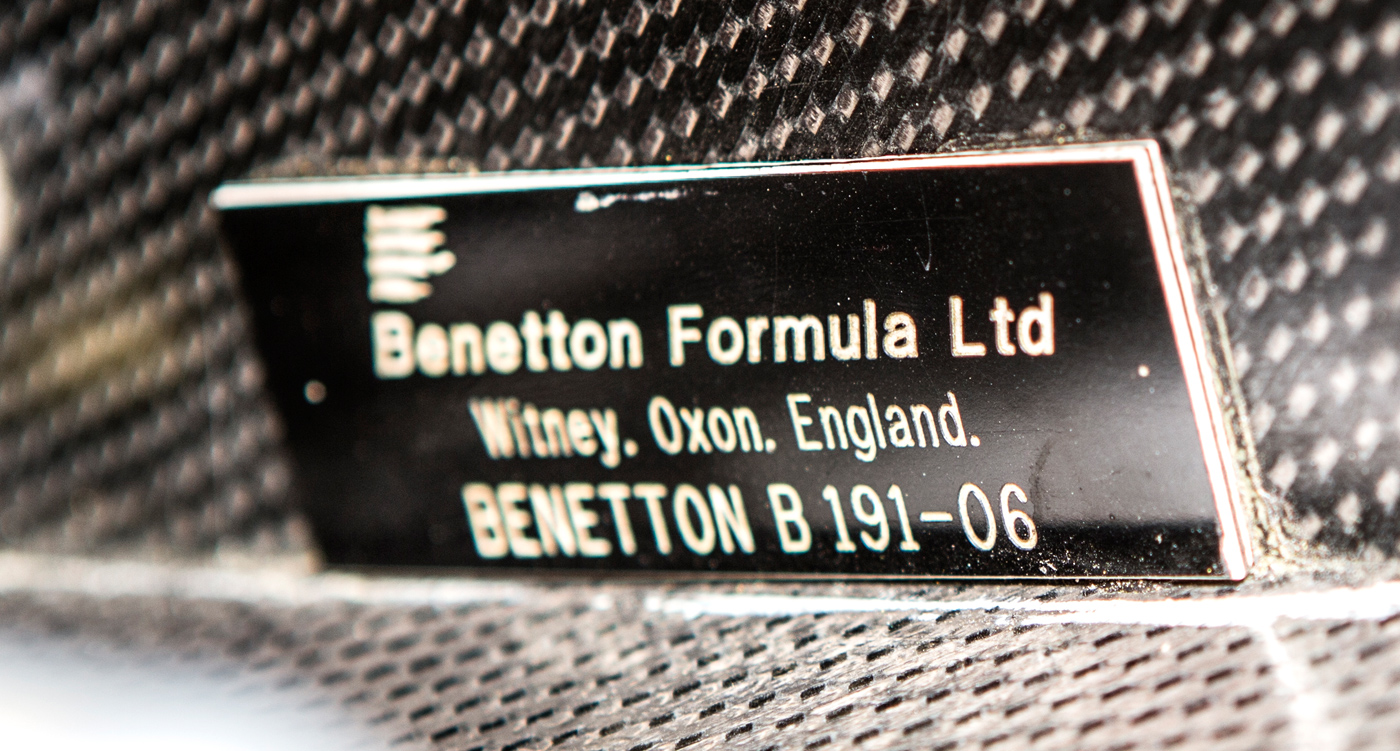 Benetton Formula Ltd
Witney. Oxon. England.
BENETTON B 191-06